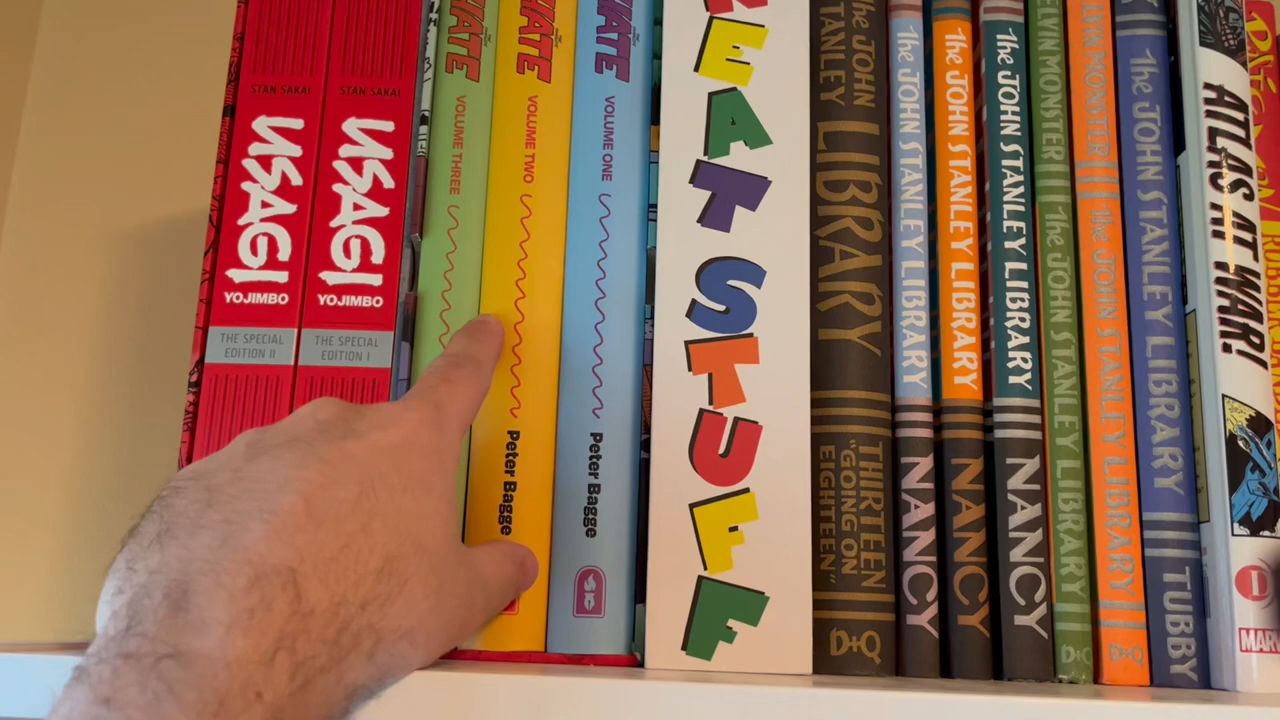 STAN SAKAI
USAGI
YOJIMBO
THE SPECIAL
EDITION II
STAN SAKAI
USAGI
YOJIMBO
THE SPECIAL
EDITION I
HATE
VOLUME THREE
HATE
VOLUME TWO
Peter Bagge
HATE
VOLUME ONE
Peter Bagge
EAT STUFF
The JOHN
STANLEY LIBRARY
THIRTEEN
"GOING ON
EIGHTEEN"
D+Q
The JOHN STANLEY LIBRARY
NANCY
The JOHN STANLEY LIBRARY
NANCY
The JOHN STANLEY LIBRARY
NANCY
MELVIN MONSTER
The JOHN STANLEY LIBRARY
D+Q
MELVIN MONSTER
The JOHN STANLEY LIBRARY
D+Q
The JOHN STANLEY LIBRARY
TUBBY
ATLAS AT WAR!
1
MARV